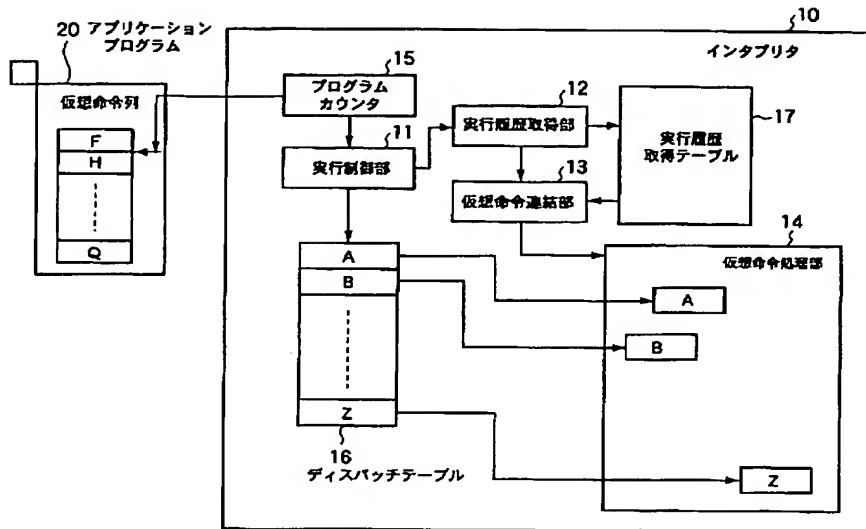 20
アプリケーション
プログラム
仮想命令列
F
H
Q
10
インタプリタ
15
プログラム
カウンタ
11
実行制御部
12
実行履歴取得部
13
仮想命令連結部
17
実行履歴
取得テーブル
A
B
Z
16
ディスパッチテーブル
14
仮想命令処理部
A
B
Z